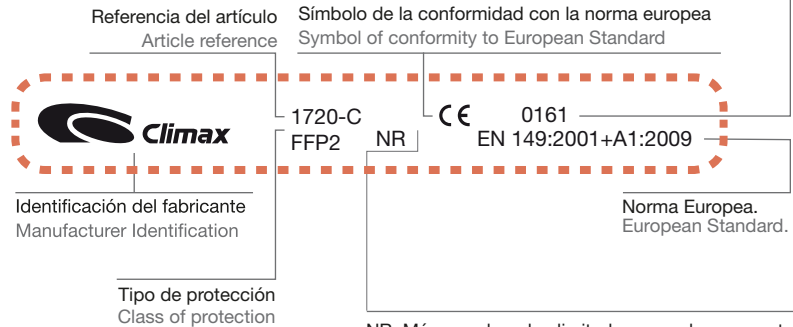 Referencia del artículo
Article reference
Símbolo de la conformidad con la norma europea
Symbol of conformity to European Standard
Climax
1720-C
FFP2
NR
CE
0161
EN 149:2001+A1:2009
Identificación del fabricante
Manufacturer Identification
Norma Europea.
European Standard.
Tipo de protección
Class of protection